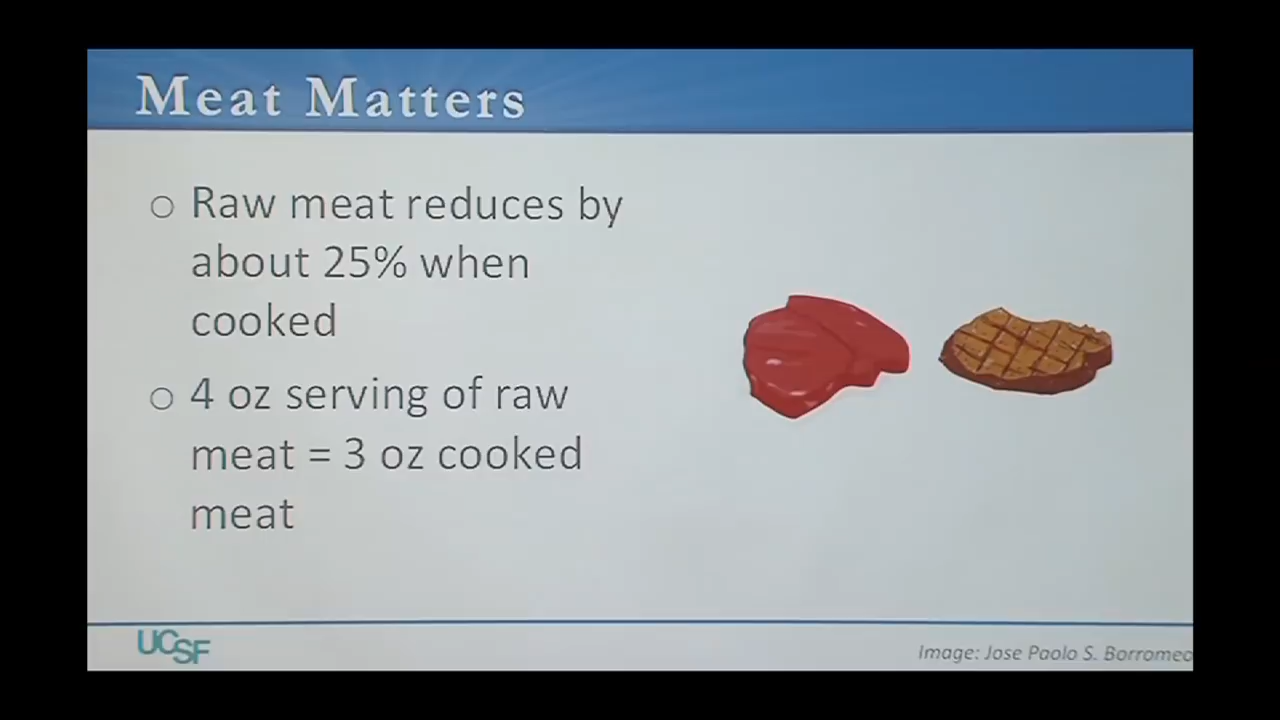 Meat Matters
○ Raw meat reduces by
about 25% when
cooked
○ 4 oz serving of raw
meat = 3 oz cooked
meat
UCSF
Image: Jose Paolo S. Borromeo